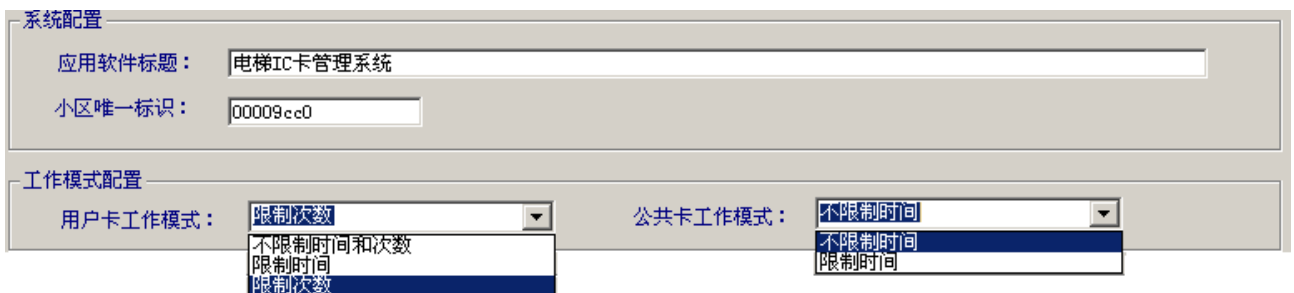 系统配置
应用软件标题： 电梯IC卡管理系统
小区唯一标识： 00009cc0
工作模式配置
用户卡工作模式： 限制次数 公共卡工作模式： 不限制时间
不限制时间和次数 不限制时间
限制时间 限制时间
限制次数